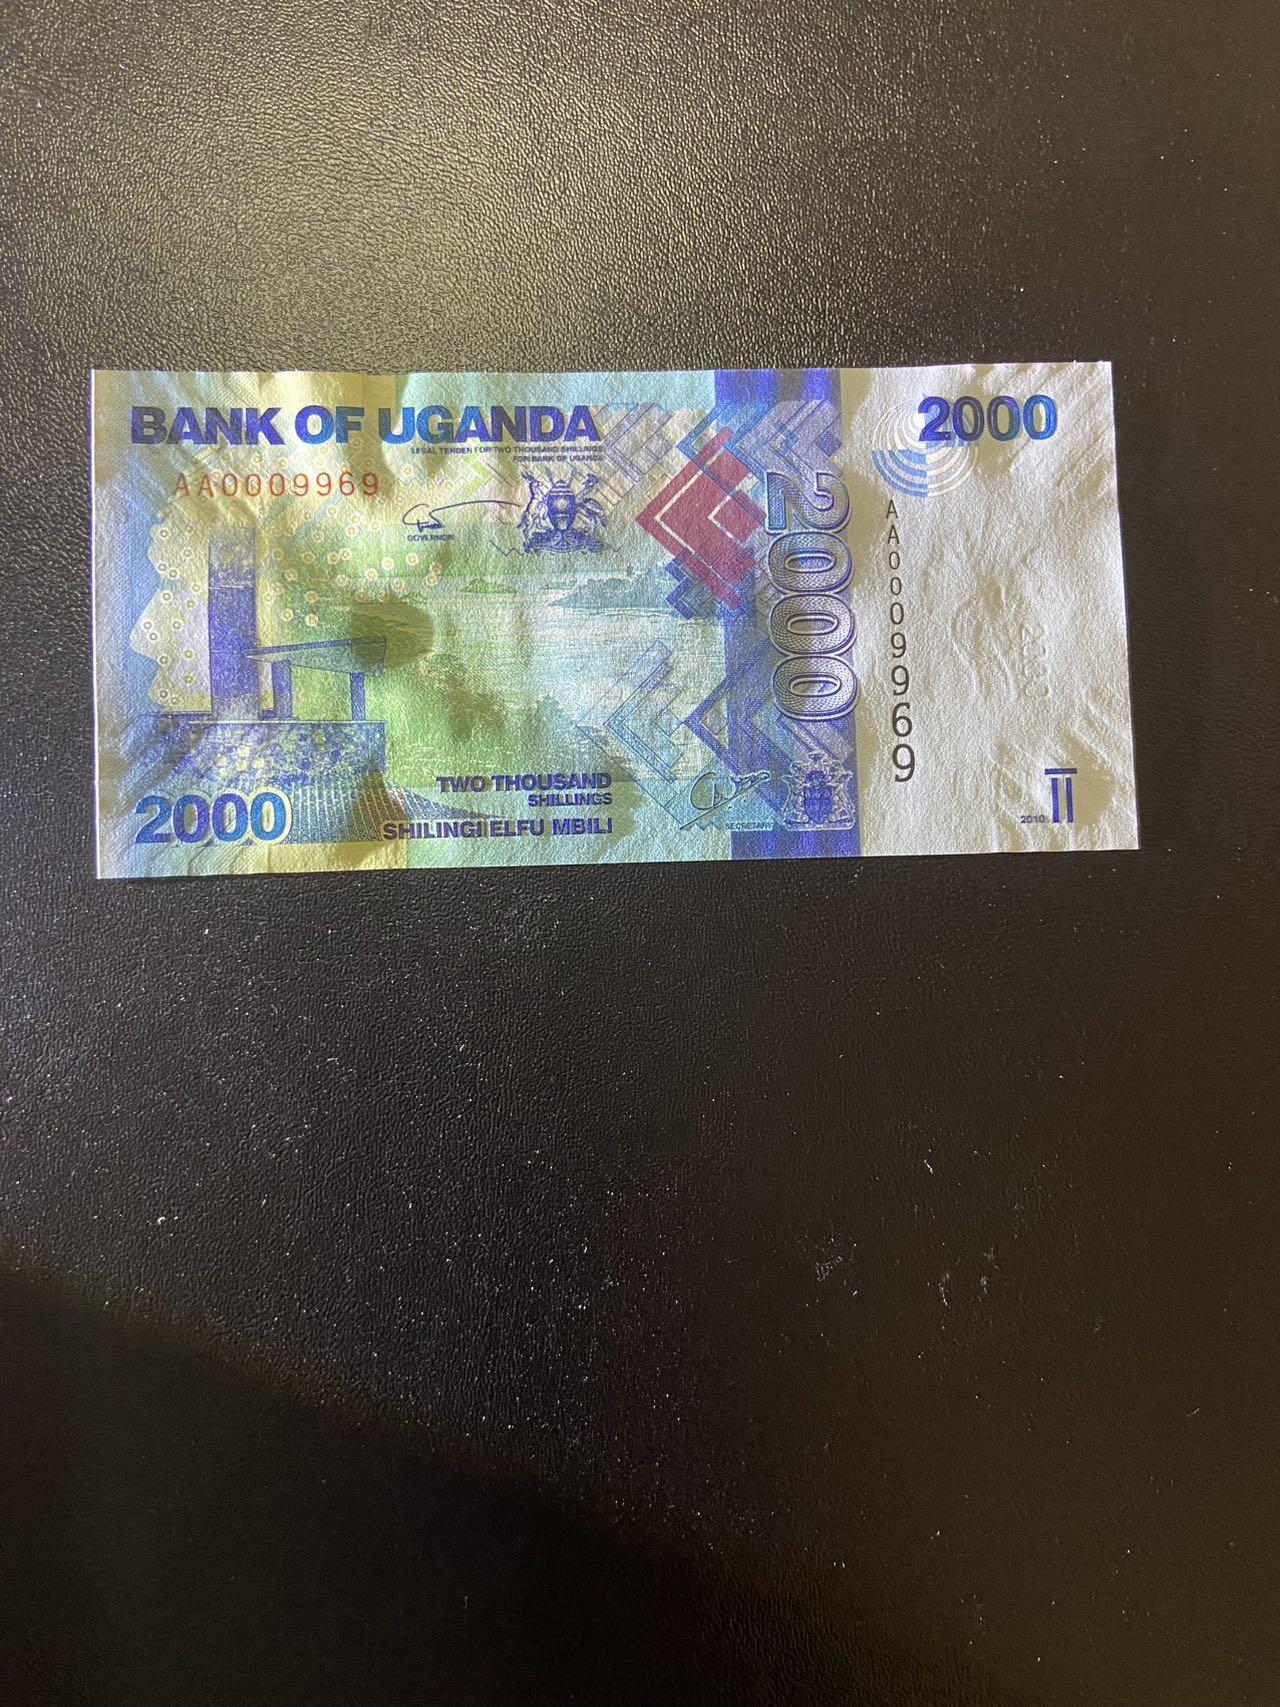 BANK OF UGANDA
2000
LEGAL TENDER FOR TWO THOUSAND SHILLINGS
FOR BANK OF UGANDA
AA0009969
GOVERNOR
2000
AA0009969
2000
TWO THOUSAND
SHILLINGS
SHILINGI ELFU MBILI
2000
SECRETARY
2010